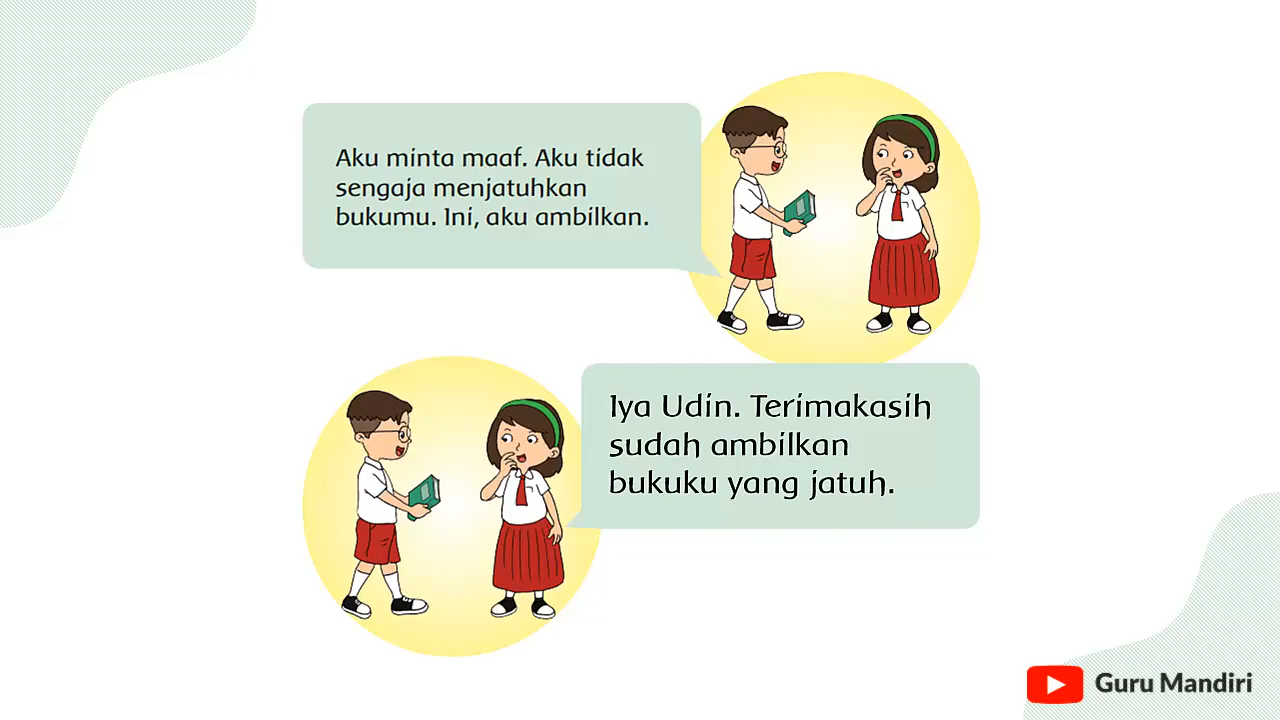 Aku minta maaf. Aku tidak
sengaja menjatuhkan
bukumu. Ini, aku ambilkan.
Iya Udin. Terimakasih
sudah ambilkan
bukuku yang jatuh.
Guru Mandiri